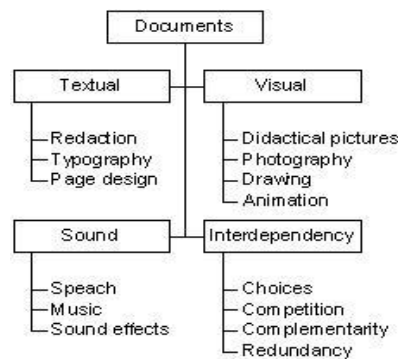 Documents
Textual
Visual
Redaction
Typography
Page design
Didactical pictures
Photography
Drawing
Animation
Sound
Interdependency
Speach
Music
Sound effects
Choices
Competition
Complementarity
Redundancy